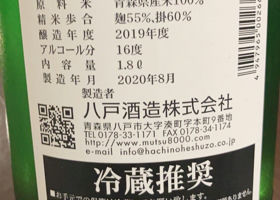 原料米 青森県産米100%
精米歩合 麹55%、掛60%
醸造年度 2019年度
アルコール分 16度
内容量 1.8ℓ
製造年月 2020年8月
製造者
八戸酒造株式会社
青森県八戸市大字湊町字本町9番地
TEL 0178-33-1171 FAX 0178-34-1174
http://www.mutsu8000.com
e-mail info@hachinoheshuzo.co.jp
冷蔵推奨